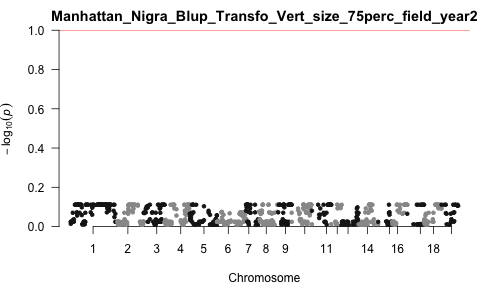 Manhattan_Nigra_Blup_Transfo_Vert_size_75perc_field_year2
1.0
0.8
0.6
0.4
0.2
0.0
− log10(p)
1 2 3 4 5 6 7 8 9 11 14 16 18
Chromosome